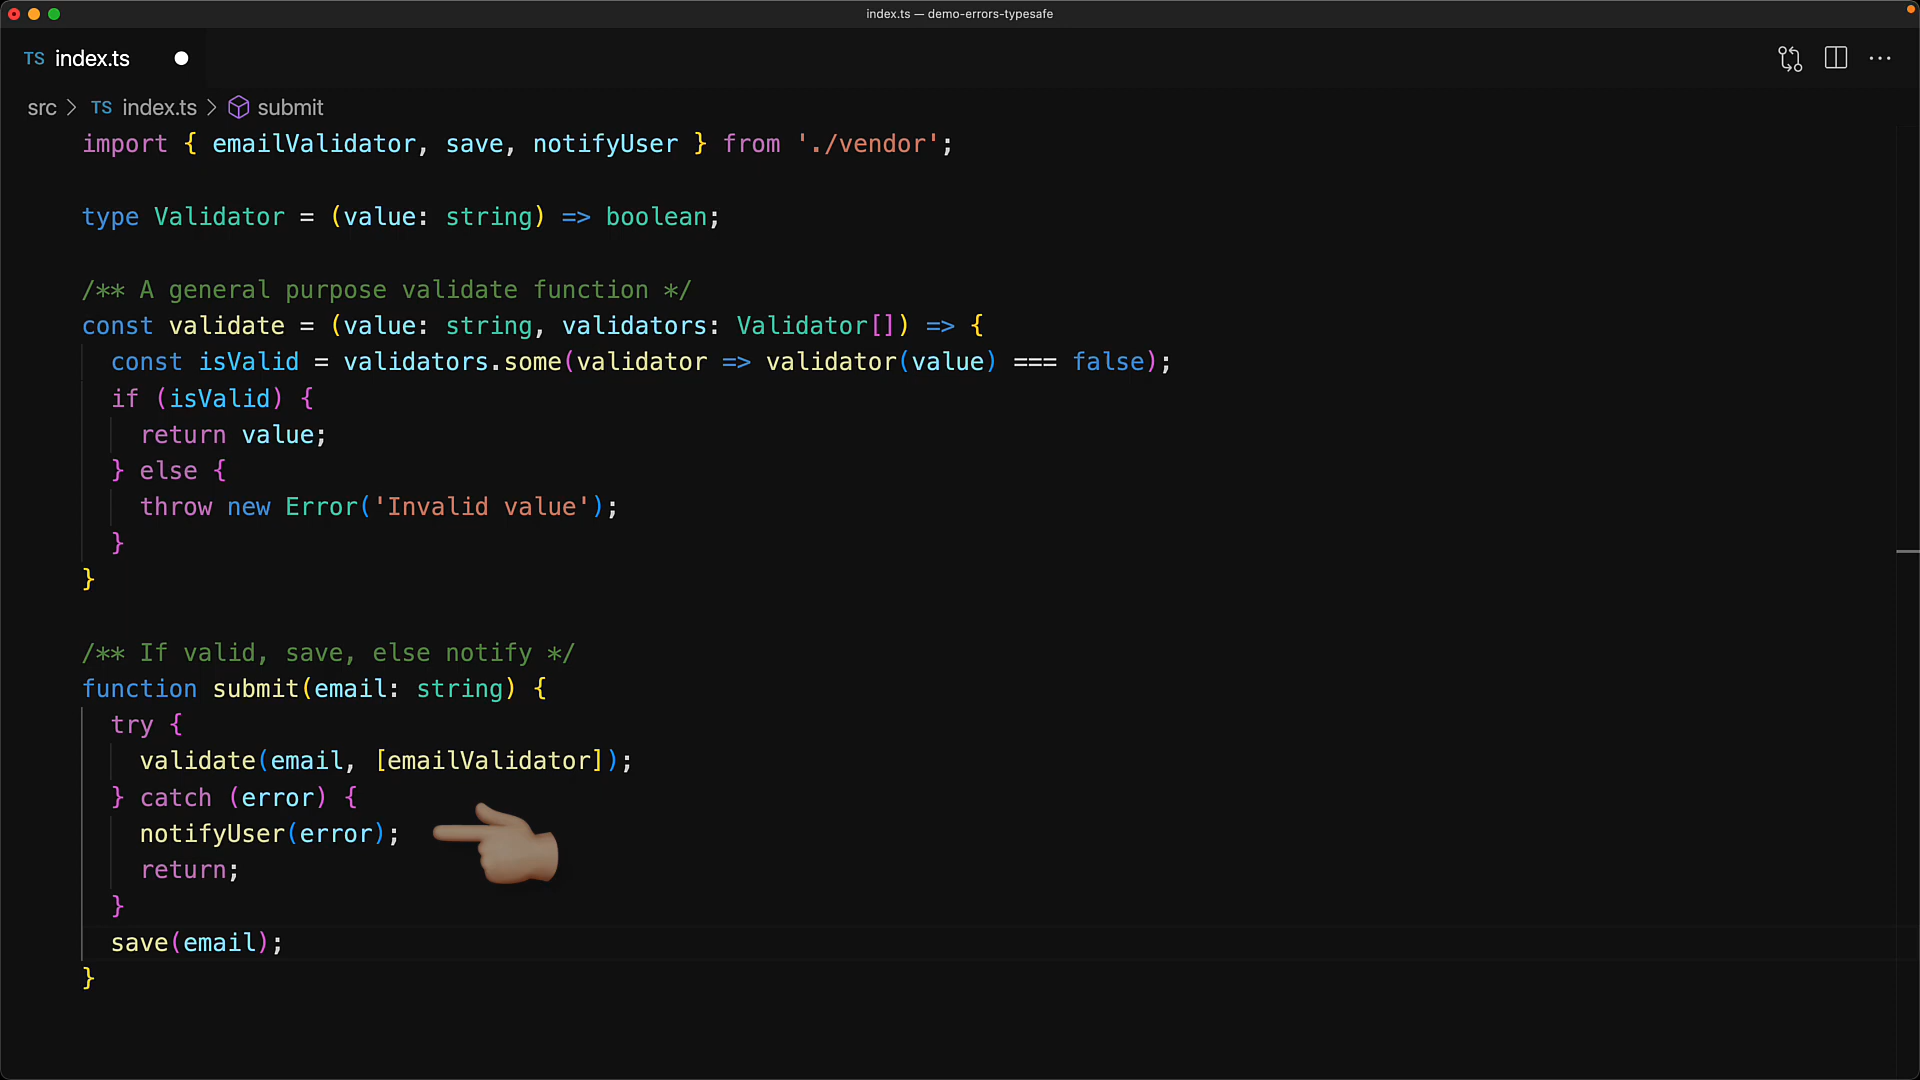 index.ts — demo-errors-typesafe
TS index.ts
src > TS index.ts > submit
import { emailValidator, save, notifyUser } from './vendor';
type Validator = (value: string) => boolean;
/** A general purpose validate function */
const validate = (value: string, validators: Validator[]) => {
const isValid = validators.some(validator => validator(value) === false);
if (isValid) {
return value;
} else {
throw new Error('Invalid value');
}
}
/** If valid, save, else notify */
function submit(email: string) {
try {
validate(email, [emailValidator]);
} catch (error) {
notifyUser(error);
return;
}
save(email);
}